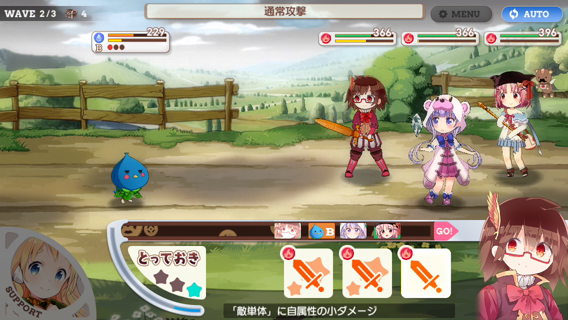 WAVE 2/3 4
通常攻撃
MENU
AUTO
229
366
366
396
B
GO!
とっておき
SUPPORT
「敵単体」に自属性の小ダメージ